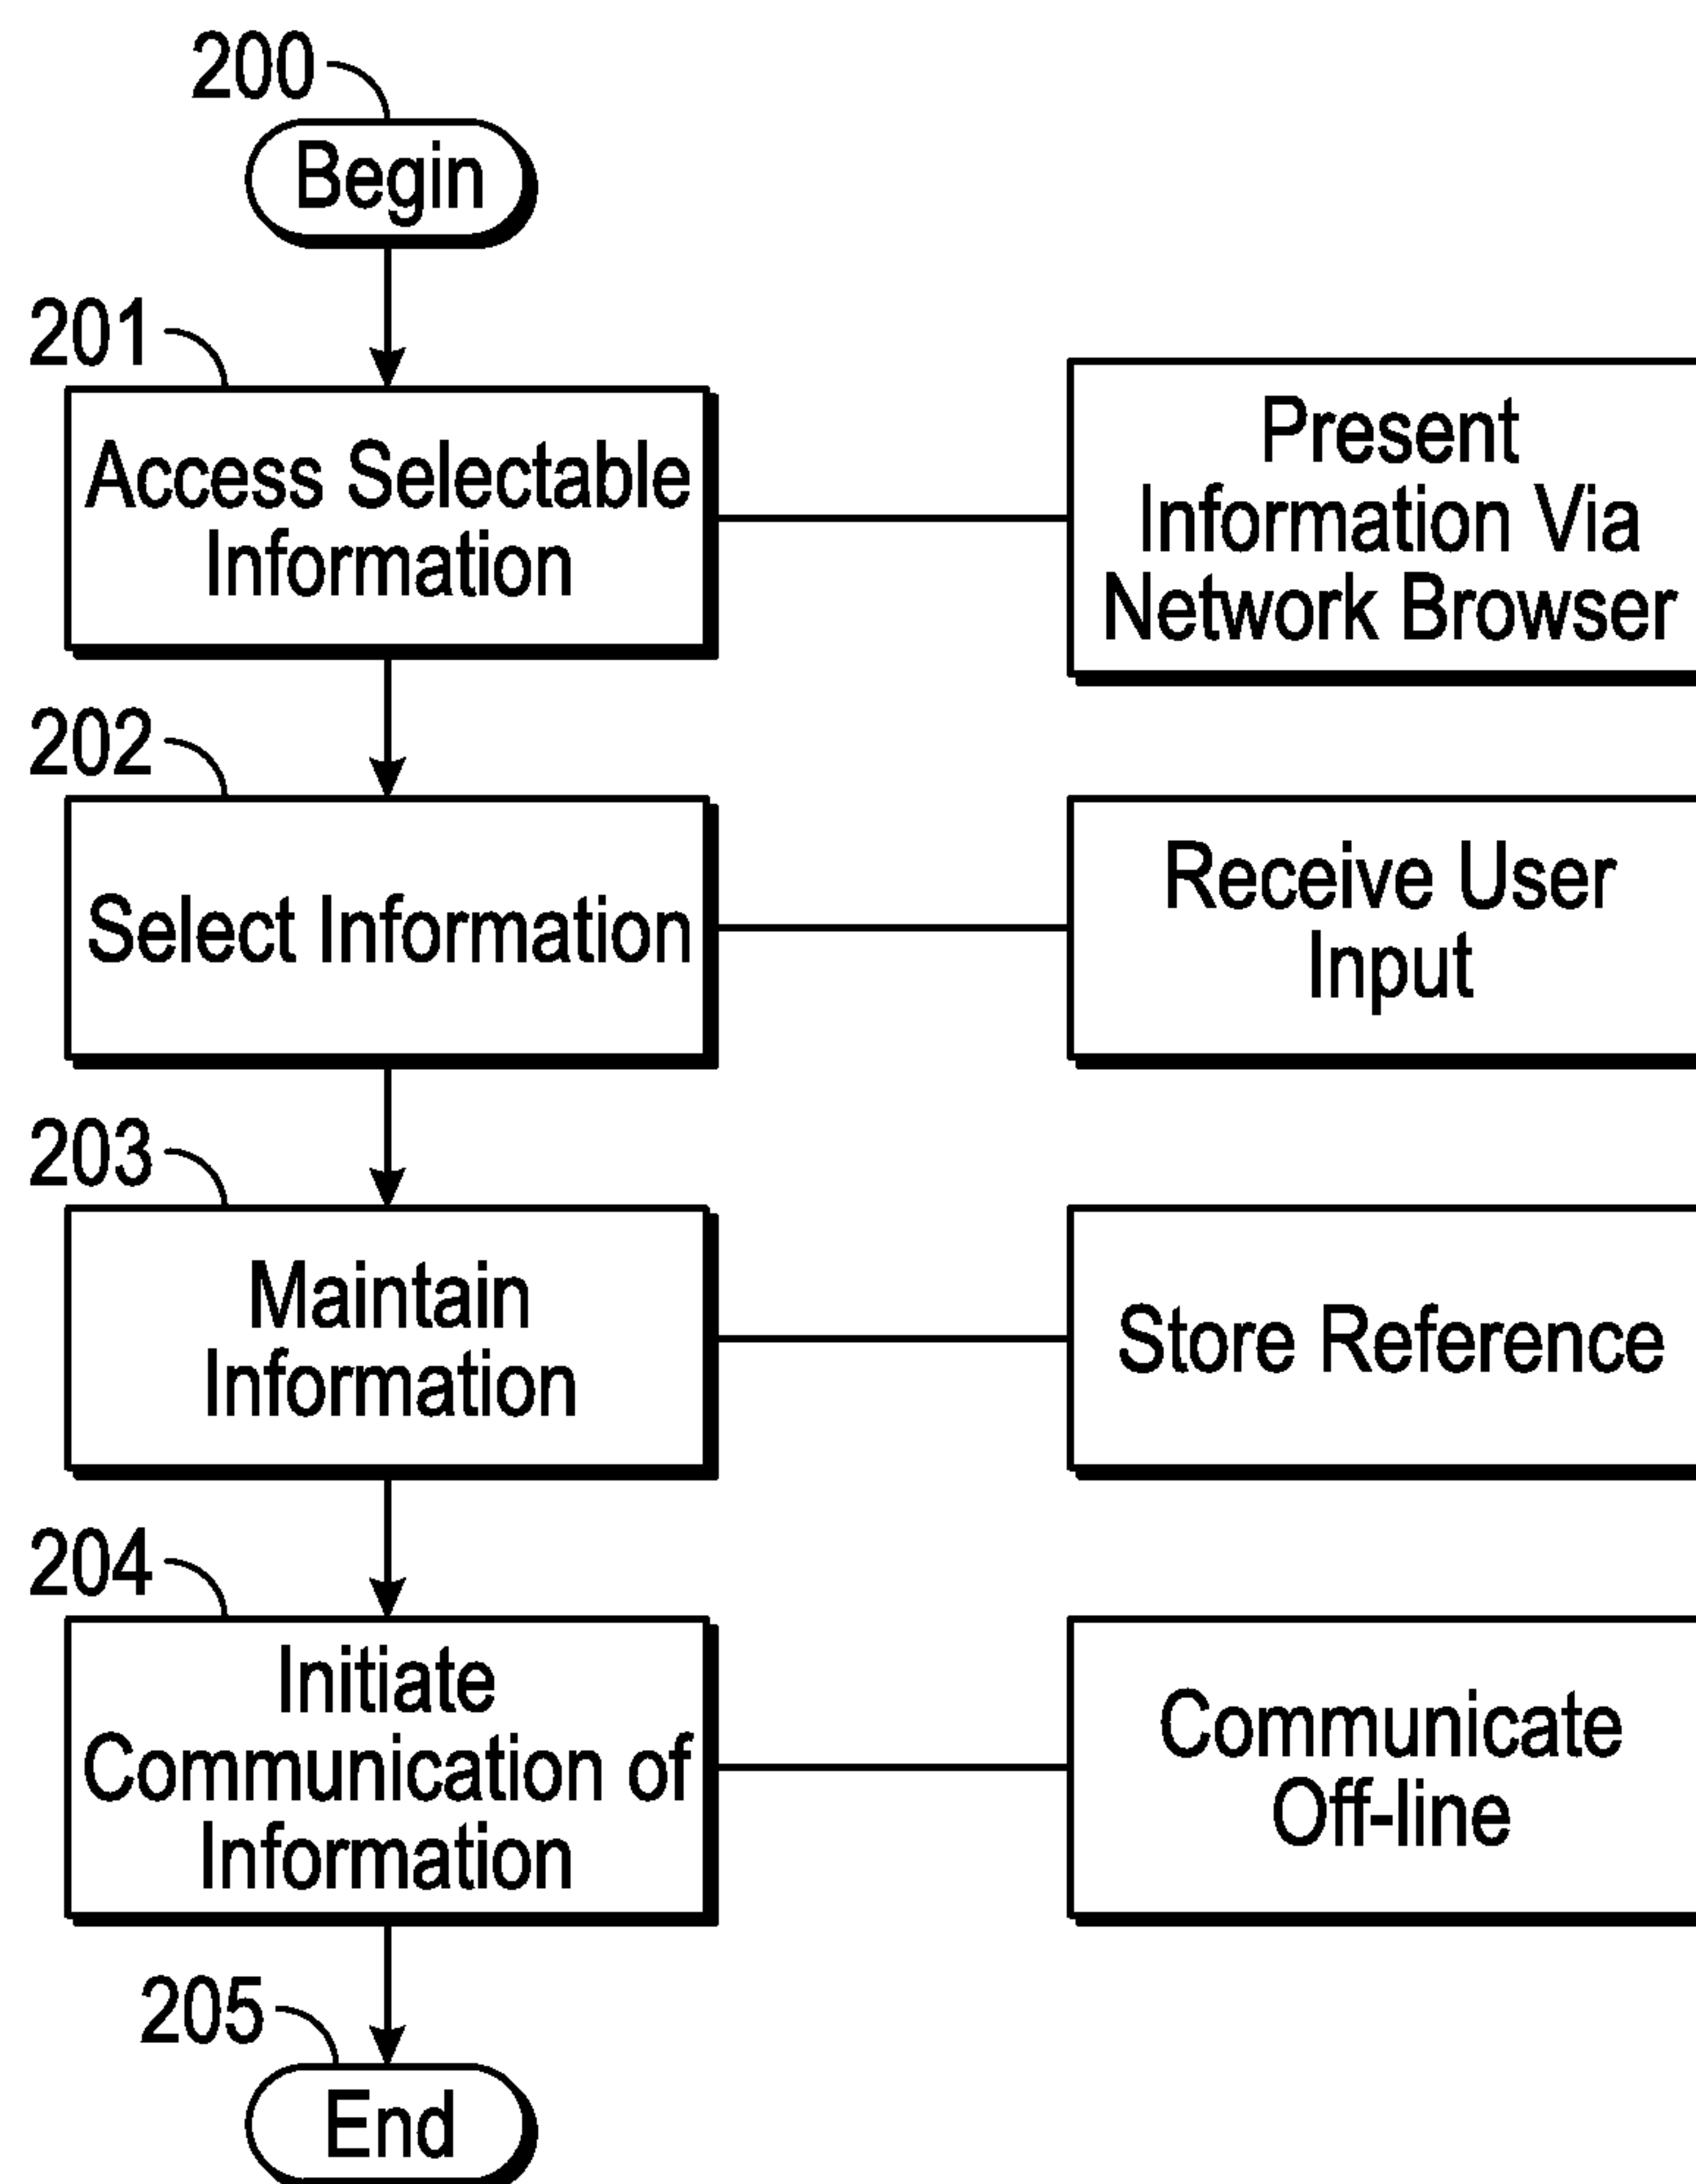 200
Begin
201
Access Selectable
Information
Present
Information Via
Network Browser
202
Select Information
Receive User
Input
203
Maintain
Information
Store Reference
204
Initiate
Communication of
Information
Communicate
Off-line
205
End